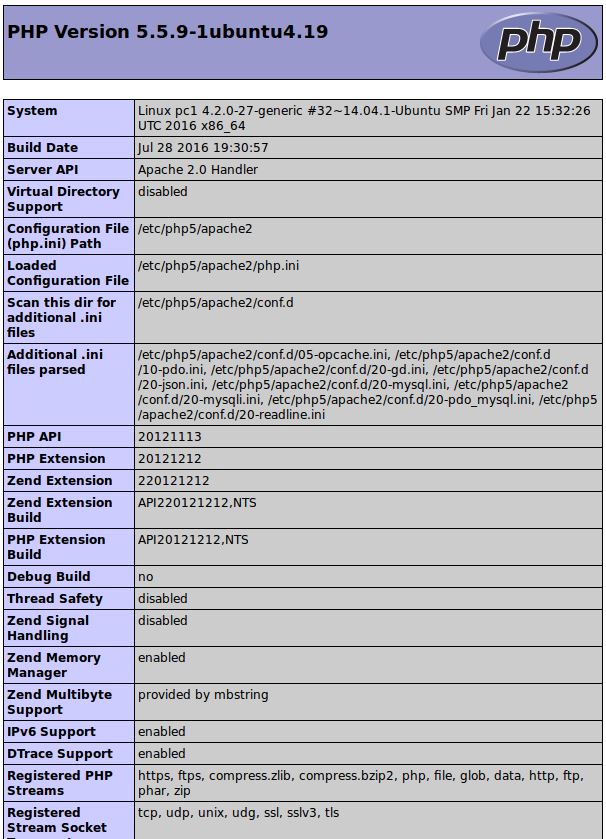 PHP Version 5.5.9-1ubuntu4.19
php
System
Linux pc1 4.2.0-27-generic #32~14.04.1-Ubuntu SMP Fri Jan 22 15:32:26
UTC 2016 x86_64
Build Date
Jul 28 2016 19:30:57
Server API
Apache 2.0 Handler
Virtual Directory
Support
disabled
Configuration File
(php.ini) Path
/etc/php5/apache2
Loaded
Configuration File
/etc/php5/apache2/php.ini
Scan this dir for
additional .ini
files
/etc/php5/apache2/conf.d
Additional .ini
files parsed
/etc/php5/apache2/conf.d/05-opcache.ini, /etc/php5/apache2/conf.d
/10-pdo.ini, /etc/php5/apache2/conf.d/20-gd.ini, /etc/php5/apache2/conf.d
/20-json.ini, /etc/php5/apache2/conf.d/20-mysql.ini, /etc/php5/apache2
/conf.d/20-mysqli.ini, /etc/php5/apache2/conf.d/20-pdo_mysql.ini, /etc/php5
/apache2/conf.d/20-readline.ini
PHP API
20121113
PHP Extension
20121212
Zend Extension
220121212
Zend Extension
Build
API220121212,NTS
PHP Extension
Build
API20121212,NTS
Debug Build
no
Thread Safety
disabled
Zend Signal
Handling
disabled
Zend Memory
Manager
enabled
Zend Multibyte
Support
provided by mbstring
IPv6 Support
enabled
DTrace Support
enabled
Registered PHP
Streams
https, ftps, compress.zlib, compress.bzip2, php, file, glob, data, http, ftp,
phar, zip
Registered
Stream Socket
tcp, udp, unix, udg, ssl, sslv3, tls